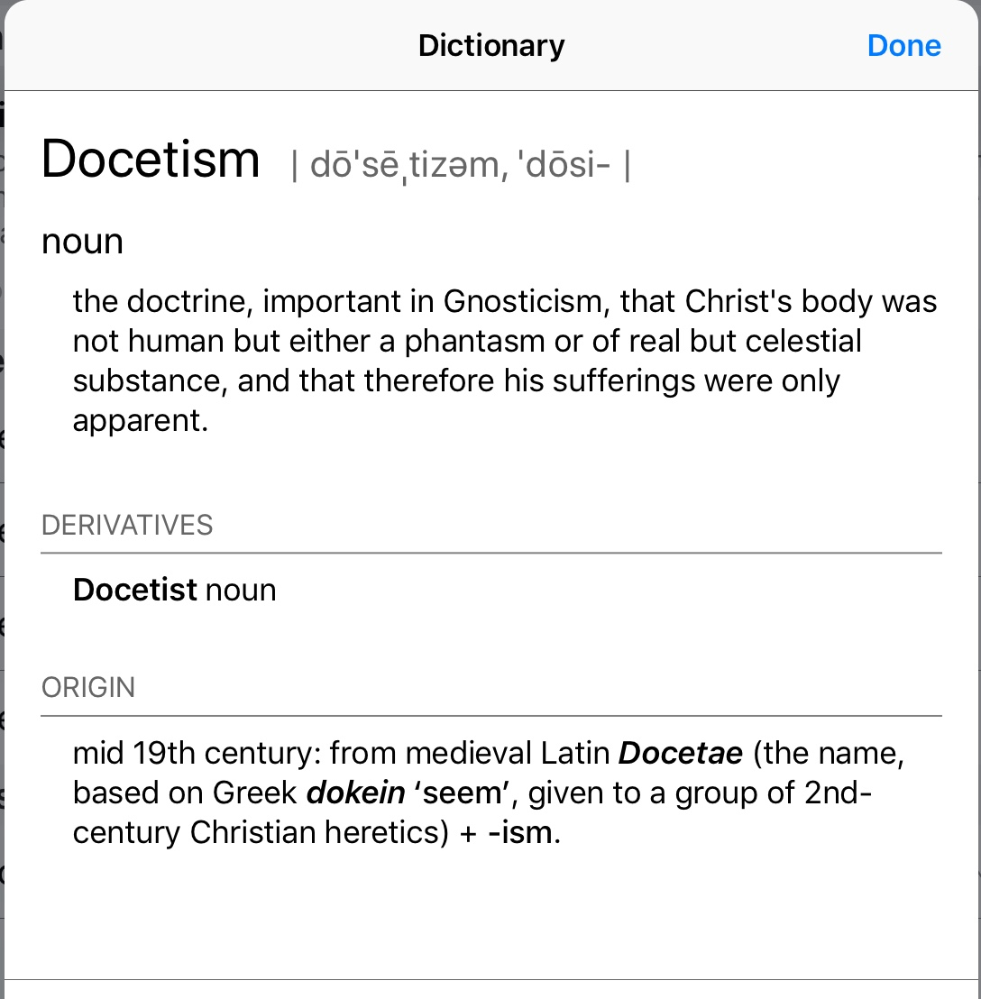 Dictionary Done
Docetism | dō'sēˌtizəm, 'dōsi- |
noun
the doctrine, important in Gnosticism, that Christ's body was
not human but either a phantasm or of real but celestial
substance, and that therefore his sufferings were only
apparent.
DERIVATIVES
Docetist noun
ORIGIN
mid 19th century: from medieval Latin Docetae (the name,
based on Greek dokein ‘seem’, given to a group of 2nd-
century Christian heretics) + -ism.